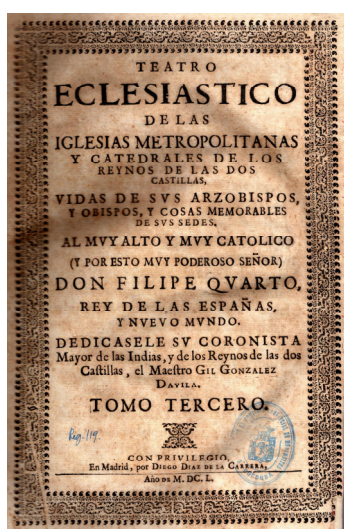 TEATRO
ECLESIASTICO
DE LAS
IGLESIAS METROPOLITANAS
Y CATEDRALES DE LOS
REYNOS DE LAS DOS
CASTILLAS,
VIDAS DE SVS ARZOBISPOS,
Y OBISPOS, Y COSAS MEMORABLES
DE SVS SEDES.
AL MVY ALTO Y MVY CATOLICO
(Y POR ESTO MVY PODEROSO SEÑOR)
DON FILIPE QVARTO,
REY DE LAS ESPAÑAS,
Y NVEVO MVNDO.
DEDICASELE SV CORONISTA
Mayor de las Indias, y de los Reynos de las dos
Caſtillas, el Maeſtro GIL GONZALEZ
DAVILA.
TOMO TERCERO.
Pag. 119.
CON PRIVILEGIO,
En Madrid, por DIEGO DIAZ DE LA CARRERA,
Año de M. DC. L.